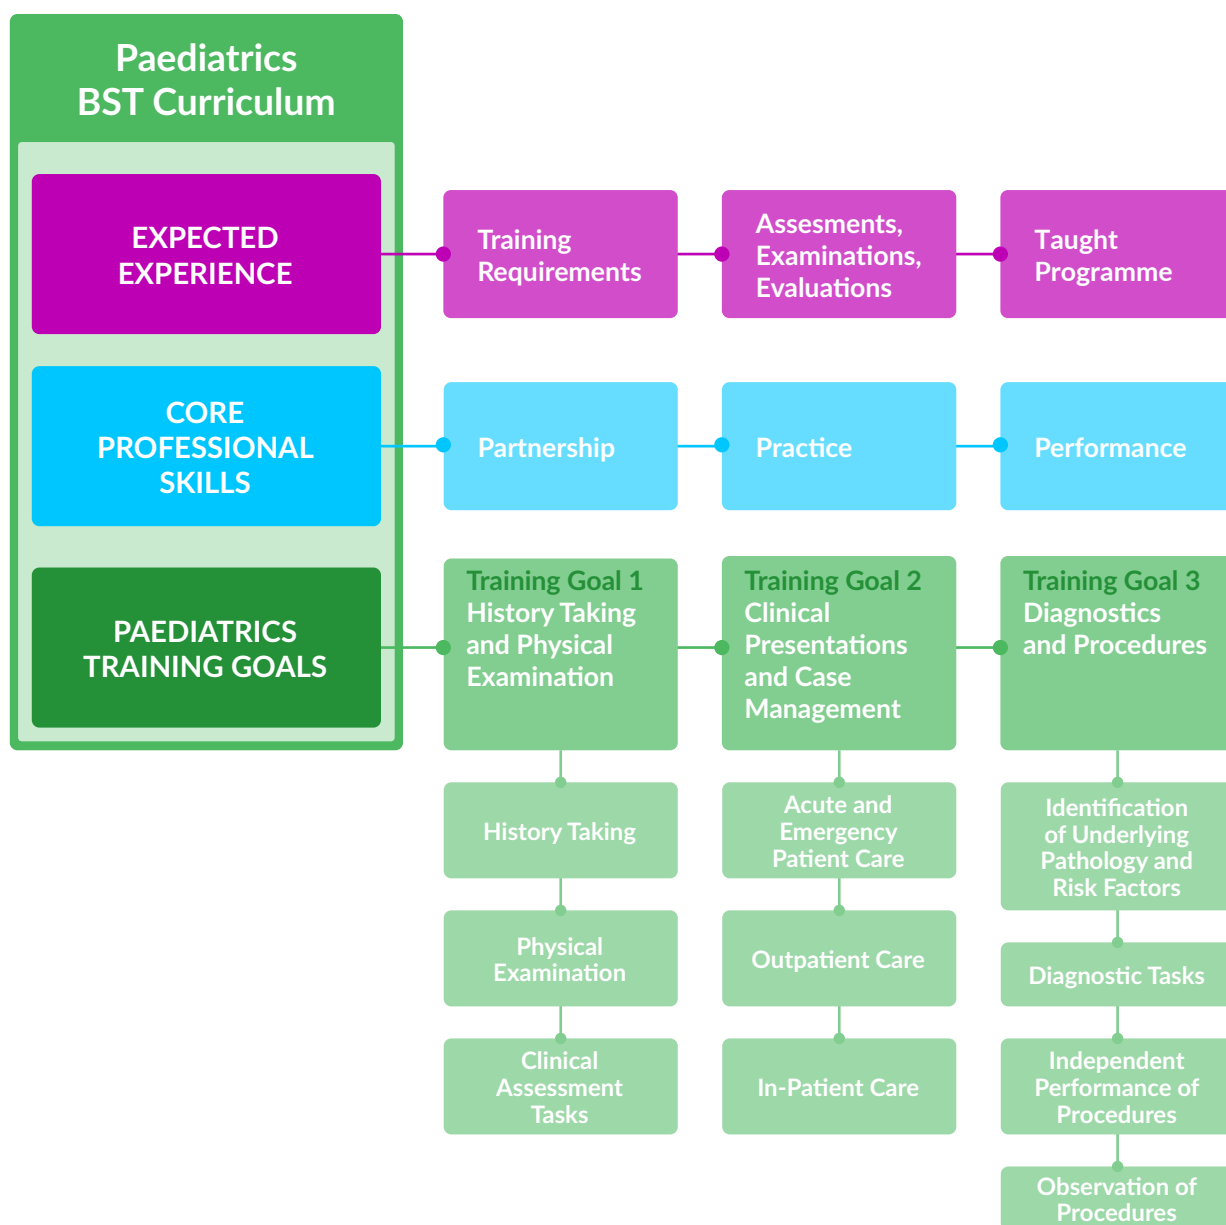 Paediatrics
BST Curriculum
EXPECTED
EXPERIENCE
Training
Requirements
Assesments,
Examinations,
Evaluations
Taught
Programme
CORE
PROFESSIONAL
SKILLS
Partnership
Practice
Performance
PAEDIATRICS
TRAINING GOALS
Training Goal 1
History Taking
and Physical
Examination
Training Goal 2
Clinical
Presentations
and Case
Management
Training Goal 3
Diagnostics
and Procedures
History Taking
Physical
Examination
Clinical
Assessment
Tasks
Acute and
Emergency
Patient Care
Outpatient Care
In-Patient Care
Identification
of Underlying
Pathology and
Risk Factors
Diagnostic Tasks
Independent
Performance of
Procedures
Observation of
Procedures